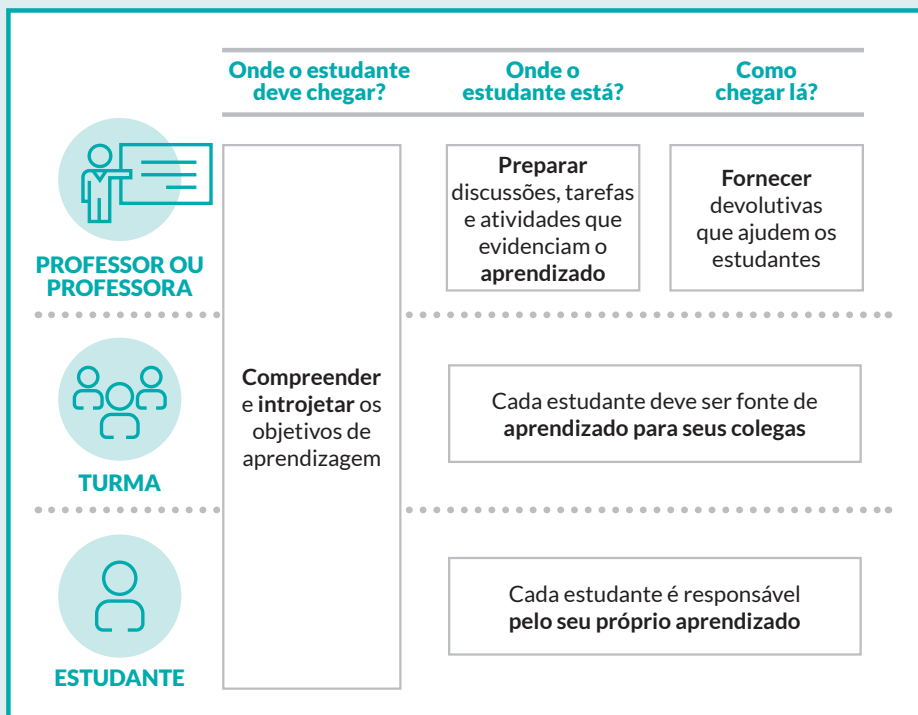 Onde o estudante
deve chegar?
Onde o
estudante está?
Como
chegar lá?
PROFESSOR OU
PROFESSORA
Preparar
discussões, tarefas
e atividades que
evidenciam o
aprendizado
Fornecer
devolutivas
que ajudem os
estudantes
Compreender
e introjetar os
objetivos de
aprendizagem
TURMA
Cada estudante deve ser fonte de
aprendizado para seus colegas
ESTUDANTE
Cada estudante é responsável
pelo seu próprio aprendizado